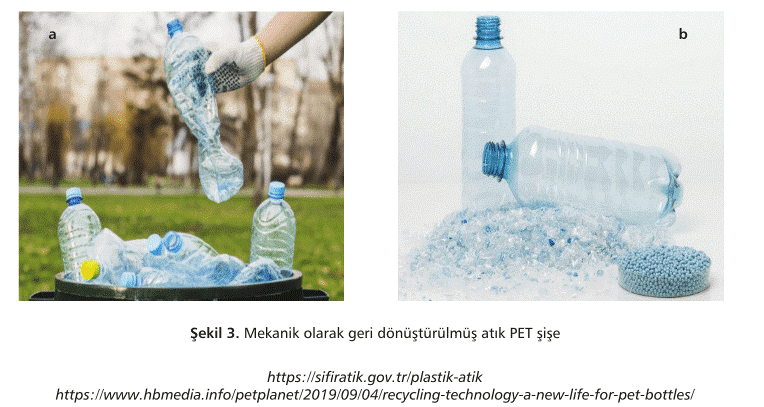 a
b
Şekil 3. Mekanik olarak geri dönüştürülmüş atık PET şişe
https://sifiratik.gov.tr/plastik-atik
https://www.hbmedia.info/petplanet/2019/09/04/recycling-technology-a-new-life-for-pet-bottles/